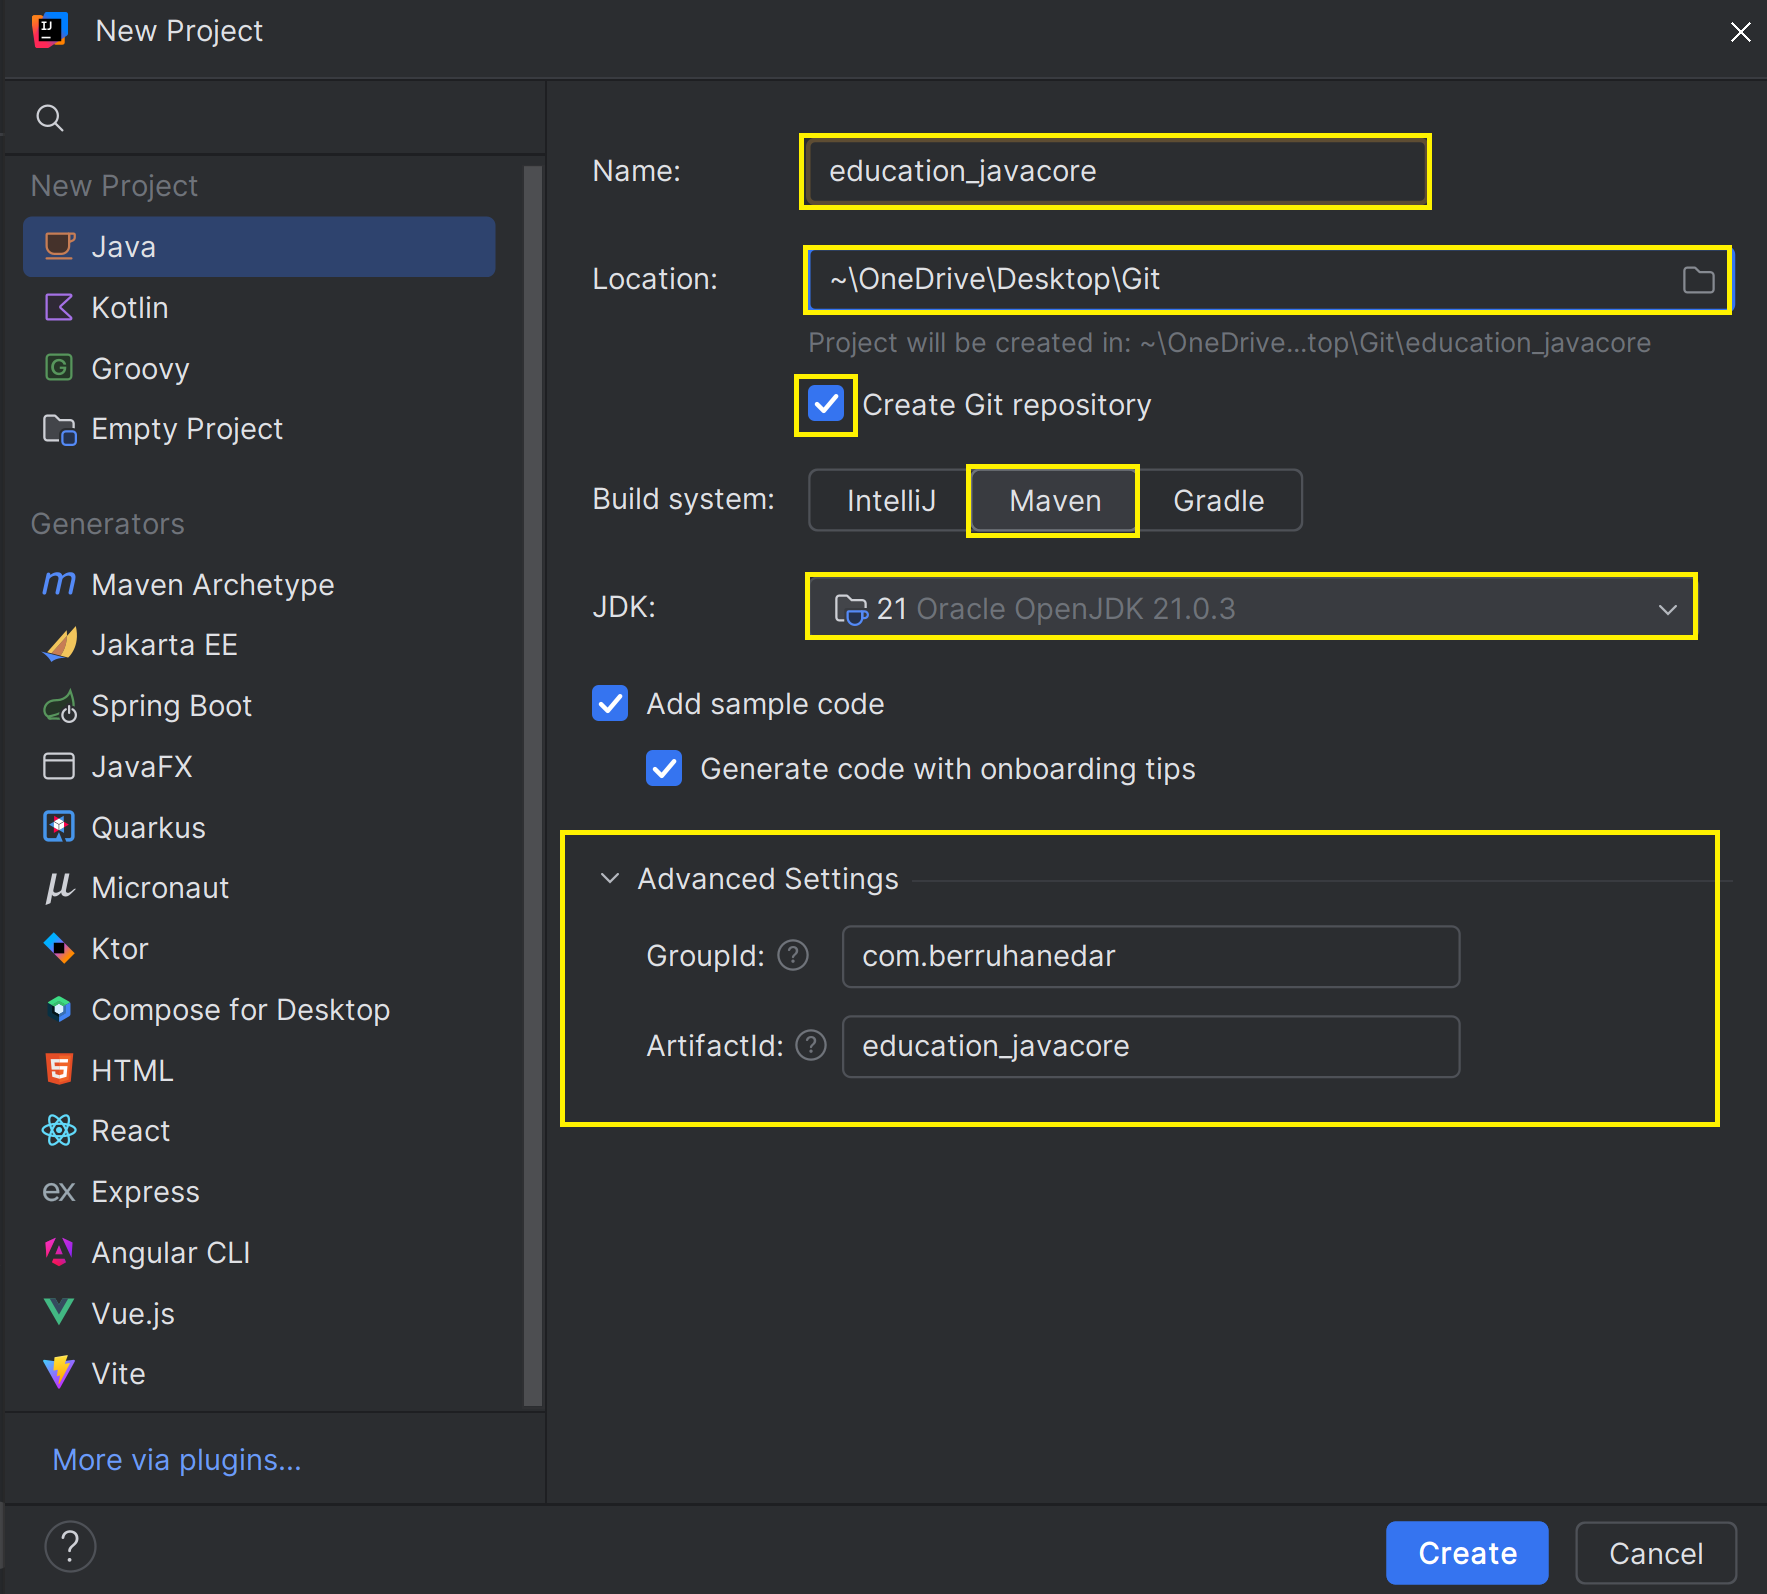 New Project
New Project
Java
Kotlin
Groovy
Empty Project
Generators
Maven Archetype
Jakarta EE
Spring Boot
JavaFX
Quarkus
Micronaut
Ktor
Compose for Desktop
HTML
React
Express
Angular CLI
Vue.js
Vite
More via plugins...
Name: education_javacore
Location: ~\OneDrive\Desktop\Git
Project will be created in: ~\OneDrive...top\Git\education_javacore
Create Git repository
Build system: IntelliJ Maven Gradle
JDK: 21 Oracle OpenJDK 21.0.3
Add sample code
Generate code with onboarding tips
Advanced Settings
GroupId: ? com.berruhanedar
ArtifactId: ? education_javacore
? Create Cancel